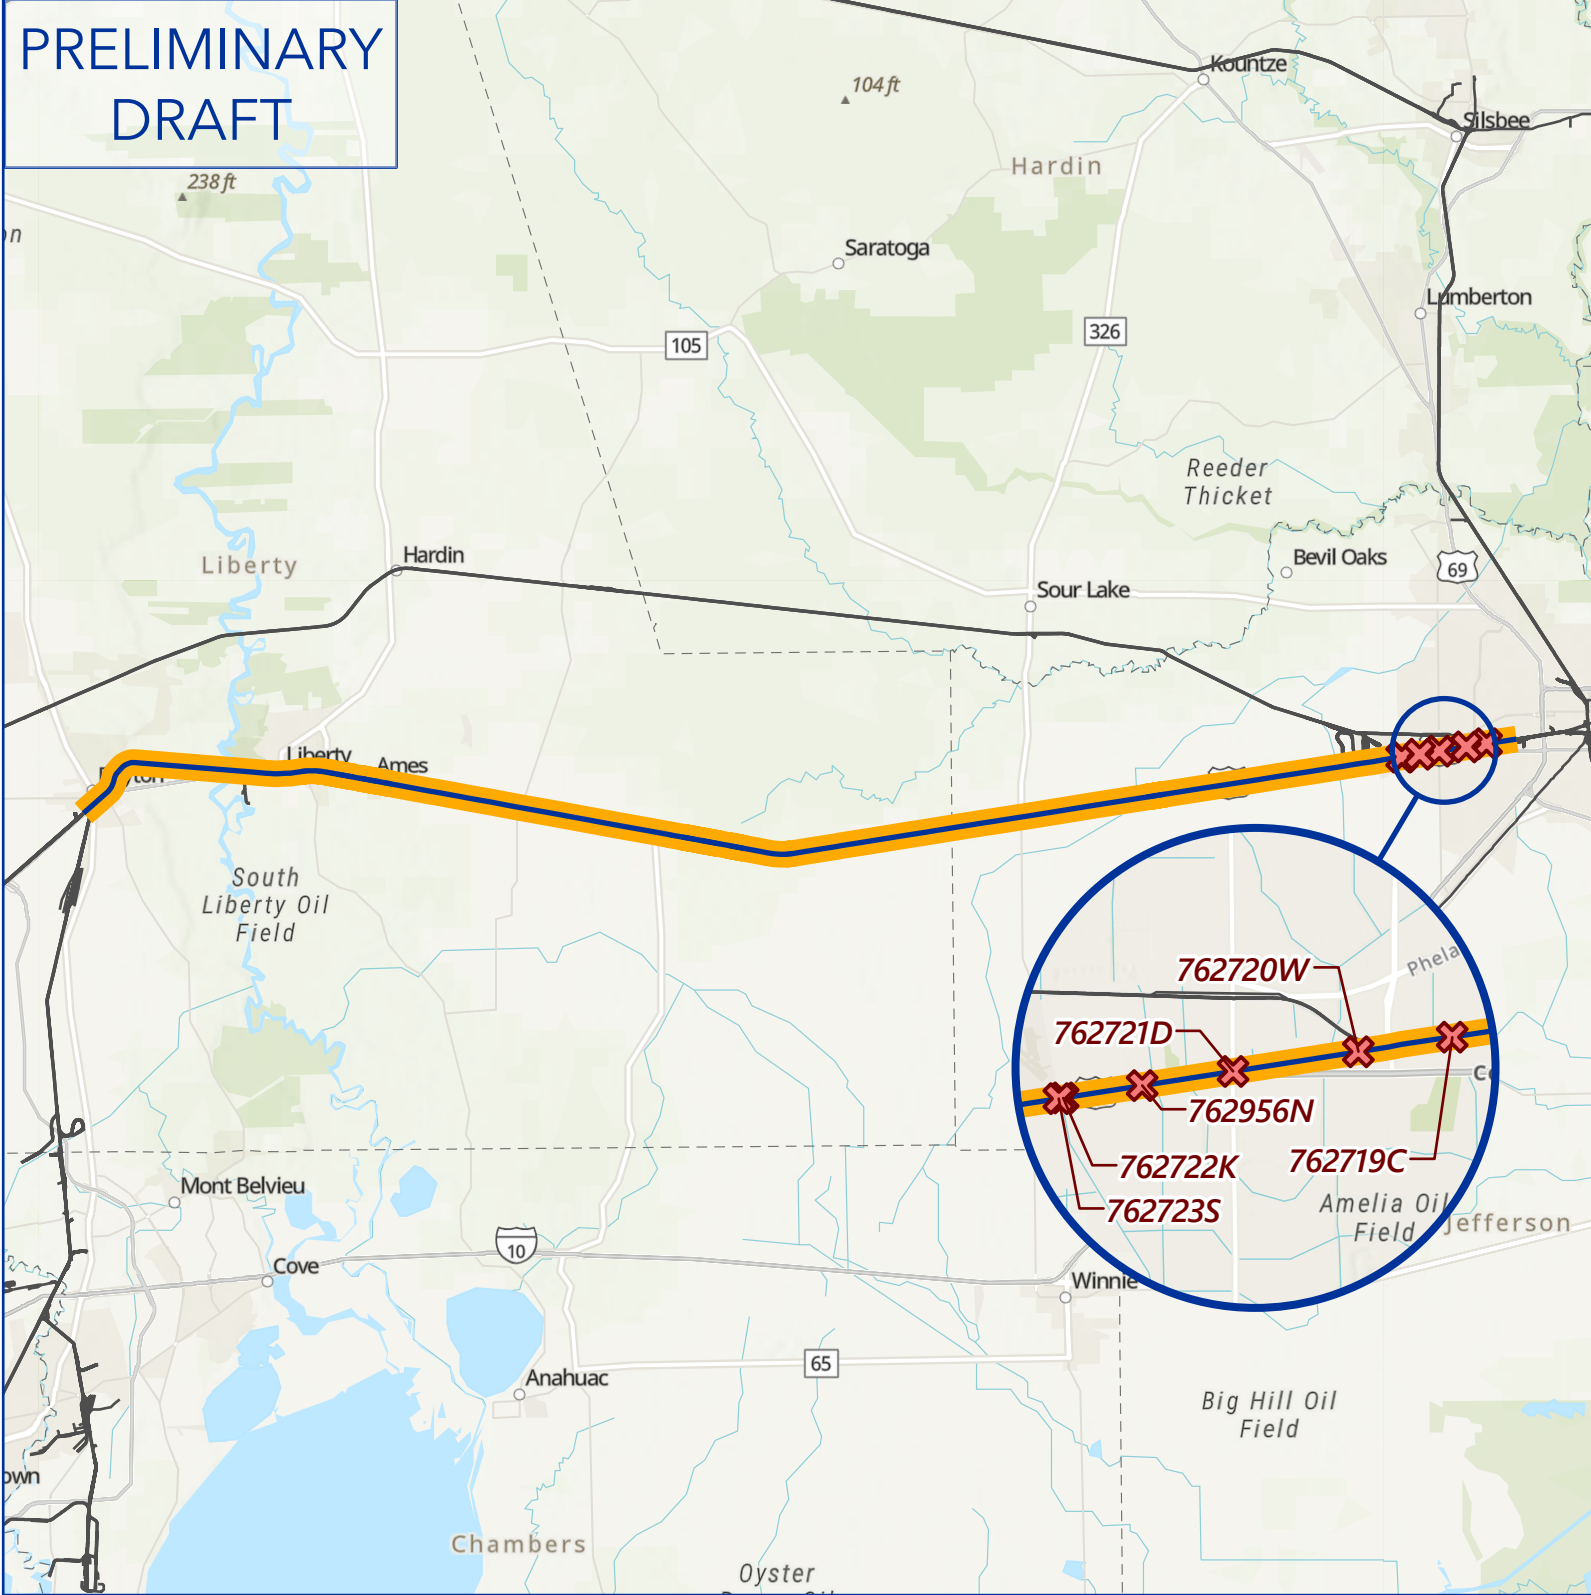 PRELIMINARY
DRAFT
Kountze
104 ft
Silsbee
Hardin
238 ft
Saratoga
Lumberton
326
105
Reeder
Thicket
Hardin
Liberty
Bevil Oaks
69
Sour Lake
Liberty
Ames
South
Liberty Oil
Field
762720W
762721D
762956N
762722K
762719C
762723S
Amelia Oil
Field
Jefferson
Mont Belvieu
10
Cove
Winnie
65
Anahuac
Big Hill Oil
Field
Chambers
Oyster